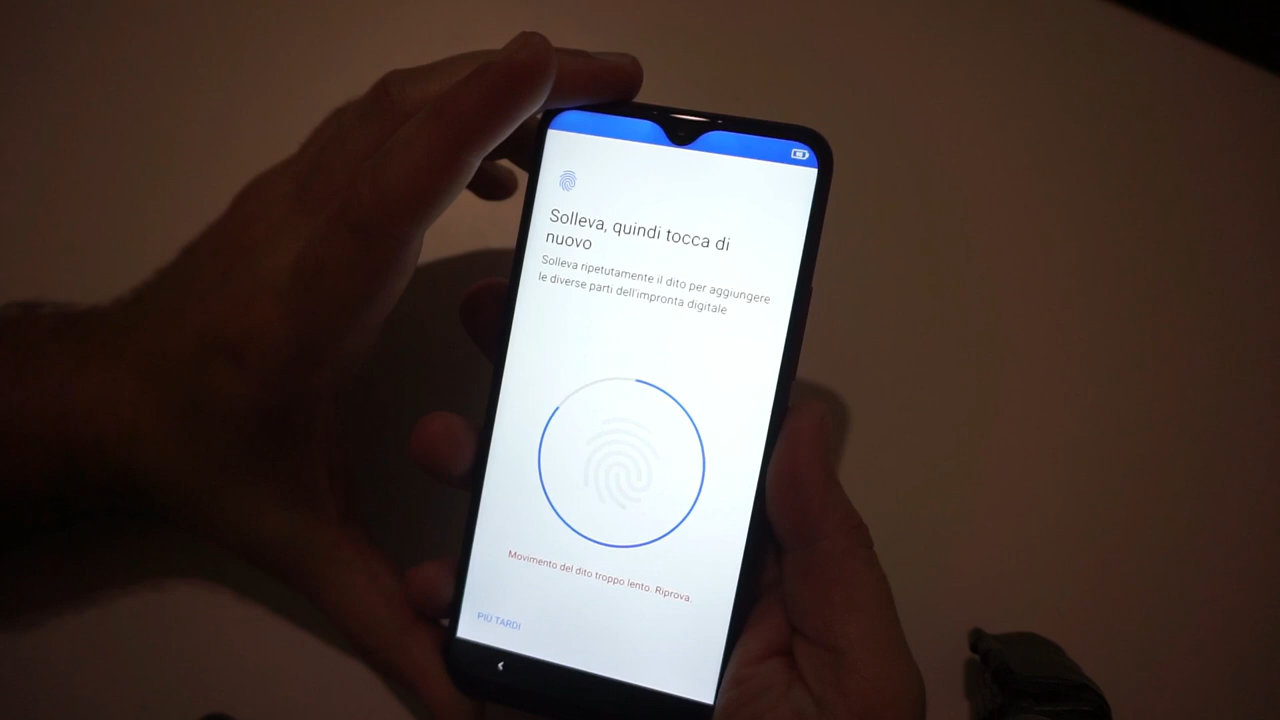 Solleva, quindi tocca di
nuovo
Solleva ripetutamente il dito per aggiungere
le diverse parti dell'impronta digitale
Movimento del dito troppo lento. Riprova.
PIÙ TARDI